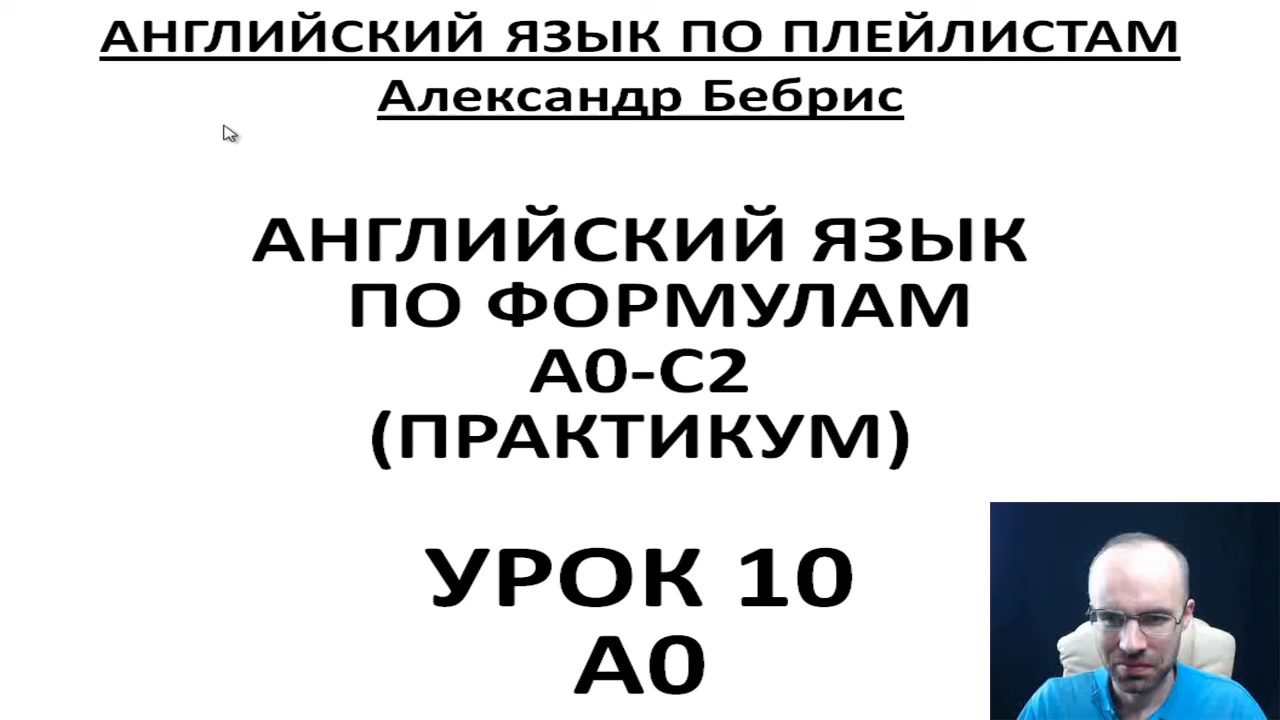 АНГЛИЙСКИЙ ЯЗЫК ПО ПЛЕЙЛИСТАМ
Александр Бебрис
АНГЛИЙСКИЙ ЯЗЫК
ПО ФОРМУЛАМ
А0-С2
(ПРАКТИКУМ)
УРОК 10
А0